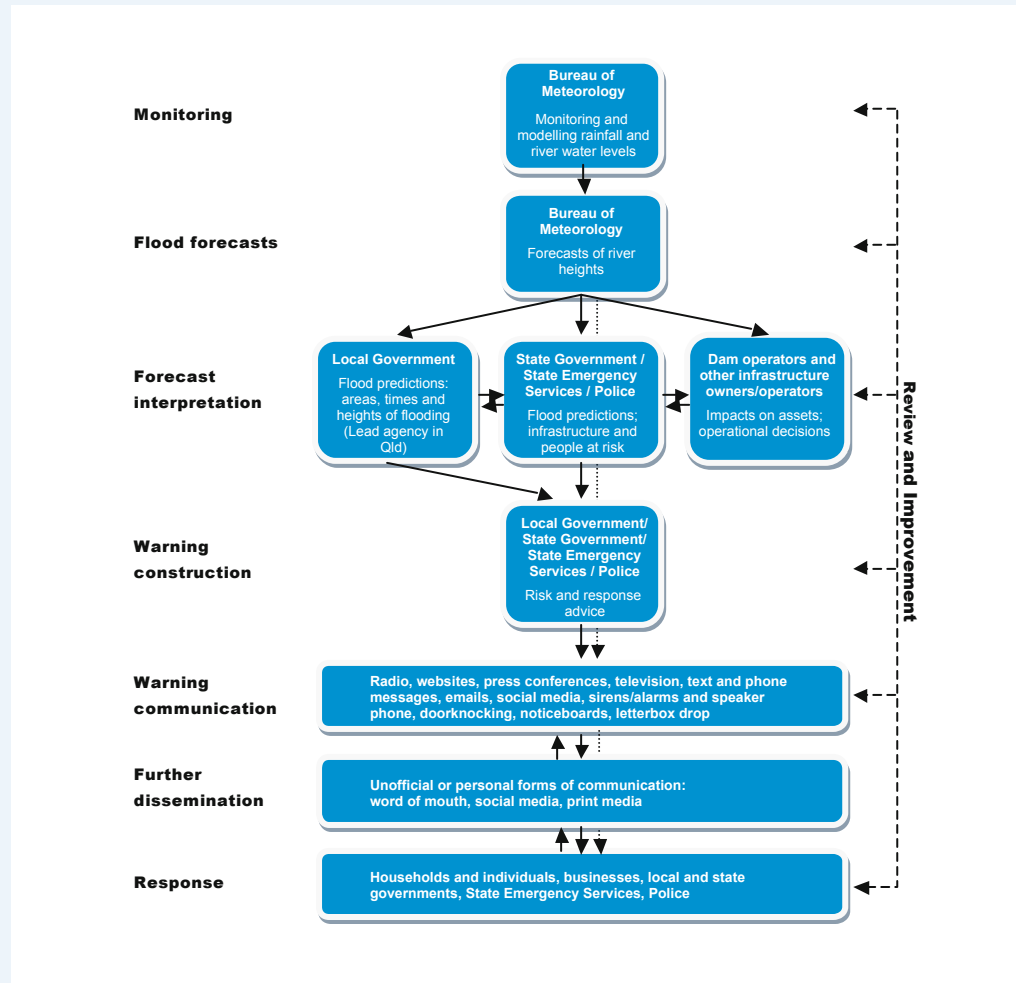 Monitoring
Bureau of
Meteorology
Monitoring and
modelling rainfall and
river water levels
Flood forecasts
Bureau of
Meteorology
Forecasts of river
heights
Forecast
interpretation
Local Government
Flood predictions:
areas, times and
heights of flooding
(Lead agency in
Qld)
State Government /
State Emergency
Services / Police
Flood predictions;
infrastructure and
people at risk
Dam operators and
other infrastructure
owners/operators
Impacts on assets;
operational decisions
Warning
construction
Local Government/
State Government/
State Emergency
Services / Police
Risk and response
advice
Warning
communication
Radio, websites, press conferences, television, text and phone
messages, emails, social media, sirens/alarms and speaker
phone, doorknocking, noticeboards, letterbox drop
Further
dissemination
Unofficial or personal forms of communication:
word of mouth, social media, print media
Response
Households and individuals, businesses, local and state
governments, State Emergency Services, Police
Review and Improvement